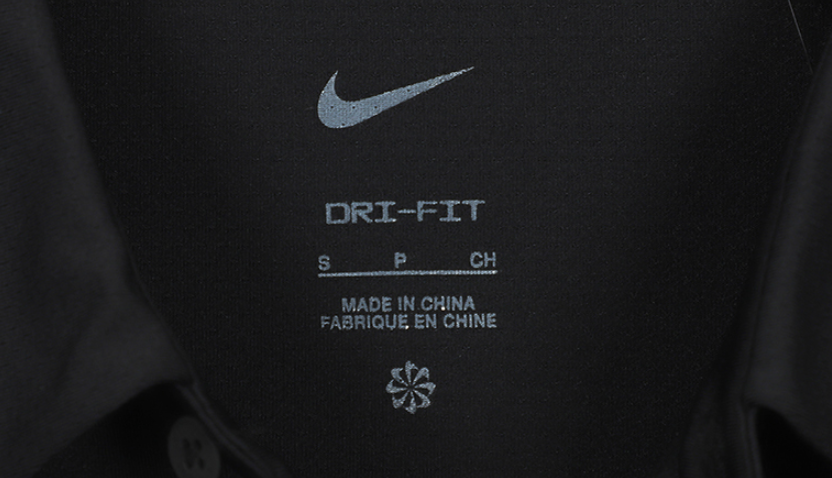 DRI-FIT
S P CH
MADE IN CHINA
FABRIQUE EN CHINE